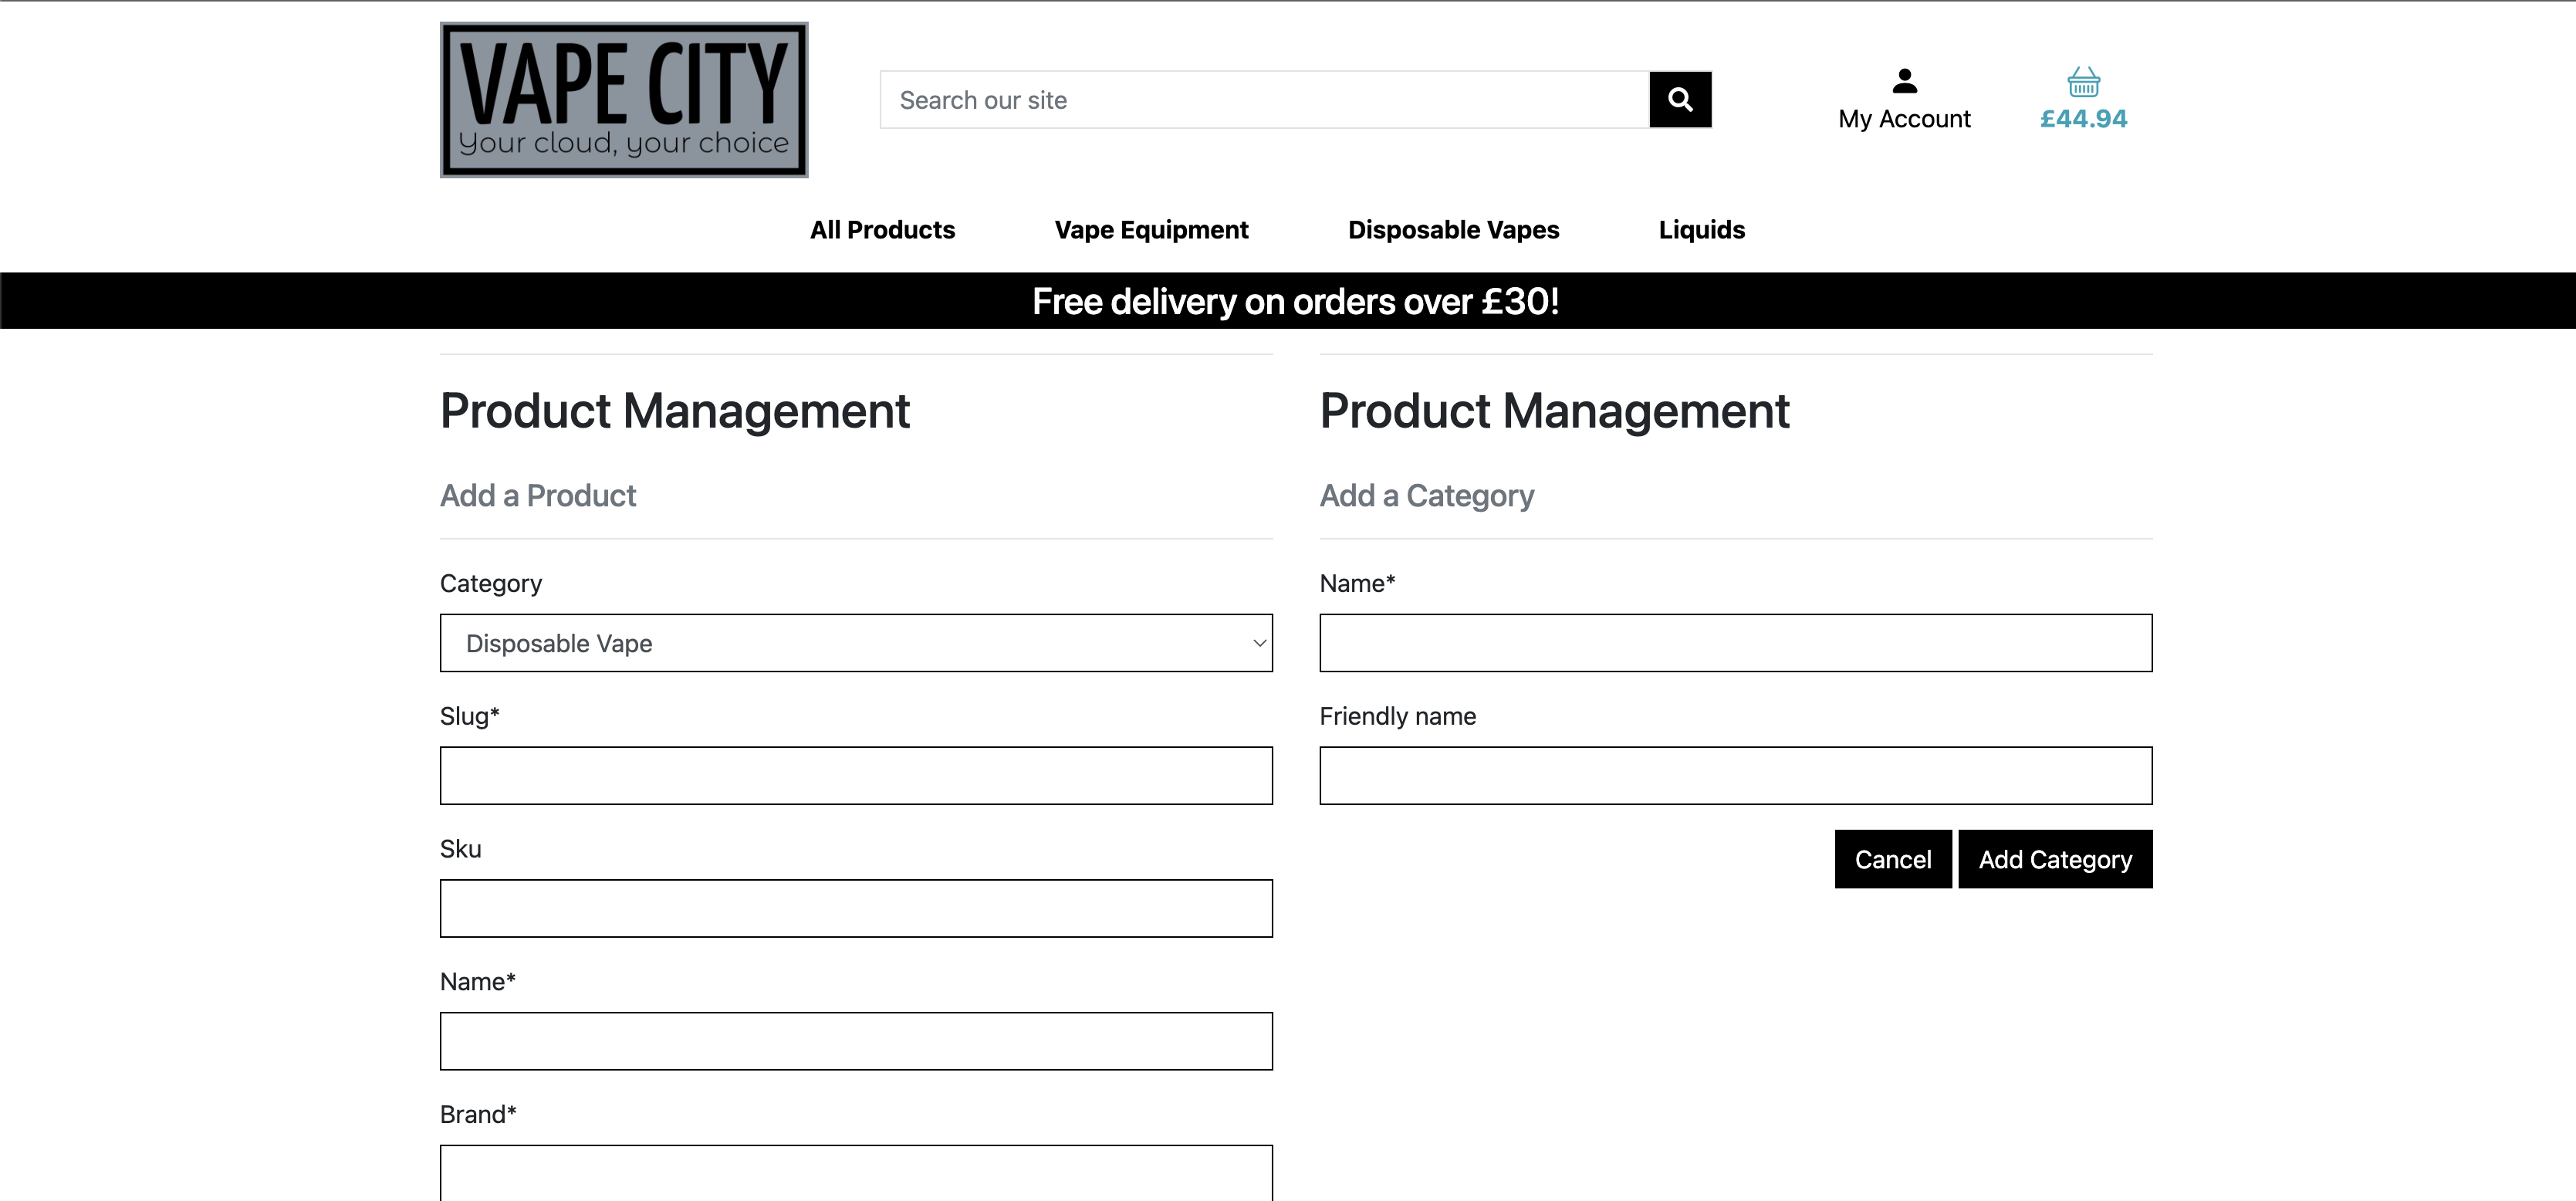 VAPE CITY
Your cloud, your choice
Search our site
My Account
£44.94
All Products
Vape Equipment
Disposable Vapes
Liquids
Free delivery on orders over £30!
Product Management
Add a Product
Category
Disposable Vape
Slug*
Sku
Name*
Brand*
Product Management
Add a Category
Name*
Friendly name
Cancel
Add Category